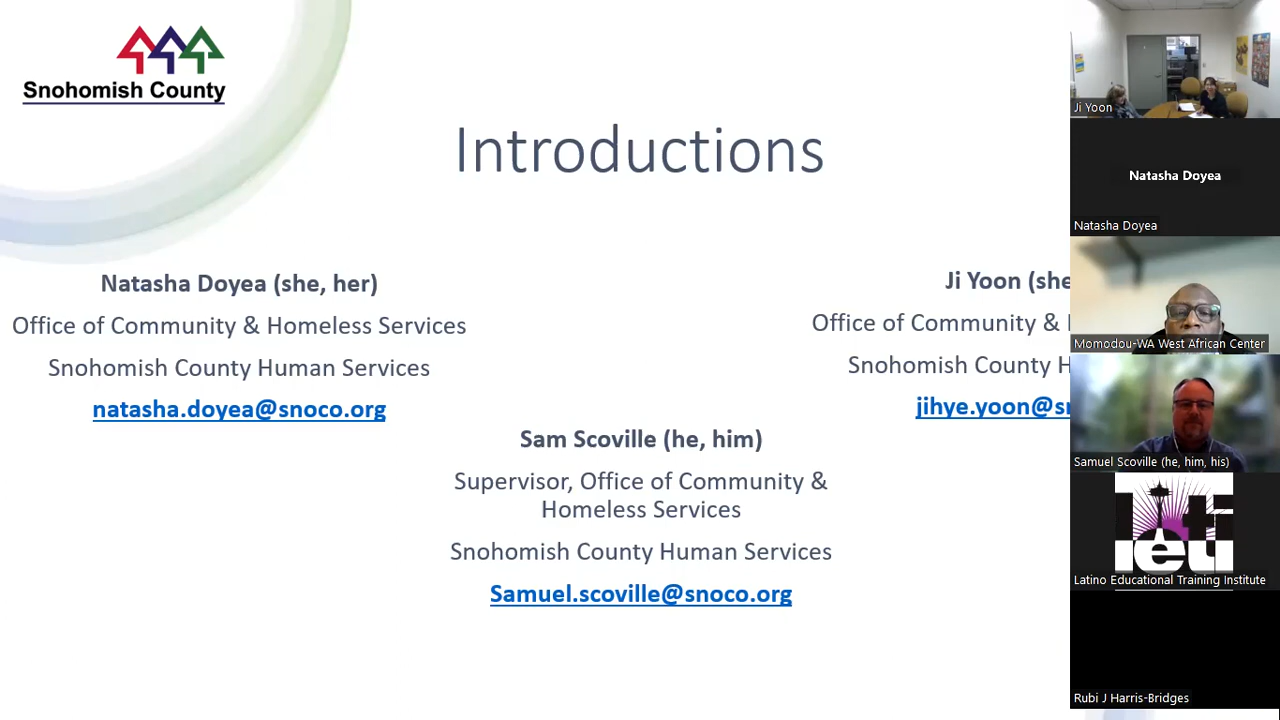 Snohomish County
Introductions
Natasha Doyea (she, her)
Office of Community & Homeless Services
Snohomish County Human Services
natasha.doyea@snoco.org
Ji Yoon (she
Office of Community &
Snohomish County H
jihye.yoon@sn
Sam Scoville (he, him)
Supervisor, Office of Community &
Homeless Services
Snohomish County Human Services
Samuel.scoville@snoco.org
Ji Yoon
Natasha Doyea
Natasha Doyea
Momodou-WA West African Center
Samuel Scoville (he, him, his)
Latino Educational Training Institute
Rubi J Harris-Bridges